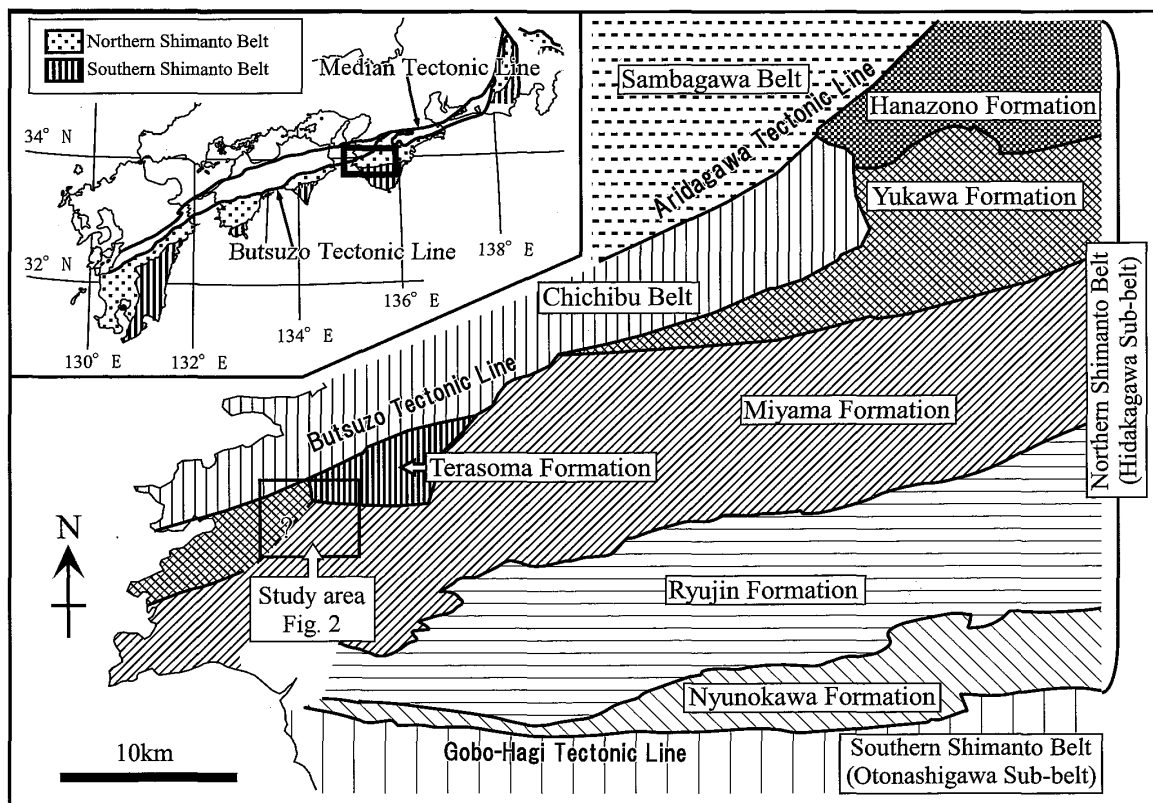 Northern Shimanto Belt
Southern Shimanto Belt
Median Tectonic Line
34° N
32° N
Butsuzo Tectonic Line
130° E
132° E
134° E
136° E
138° E
Sambagawa Belt
Aridagawa Tectonic Line
Hanazono Formation
Yukawa Formation
Chichibu Belt
Butsuzo Tectonic Line
Miyama Formation
Northern Shimanto Belt
(Hidakagawa Sub-belt)
Terasoma Formation
?
N
Study area
Fig. 2
Ryujin Formation
Nyunokawa Formation
10km
Gobo-Hagi Tectonic Line
Southern Shimanto Belt
(Otonashigawa Sub-belt)